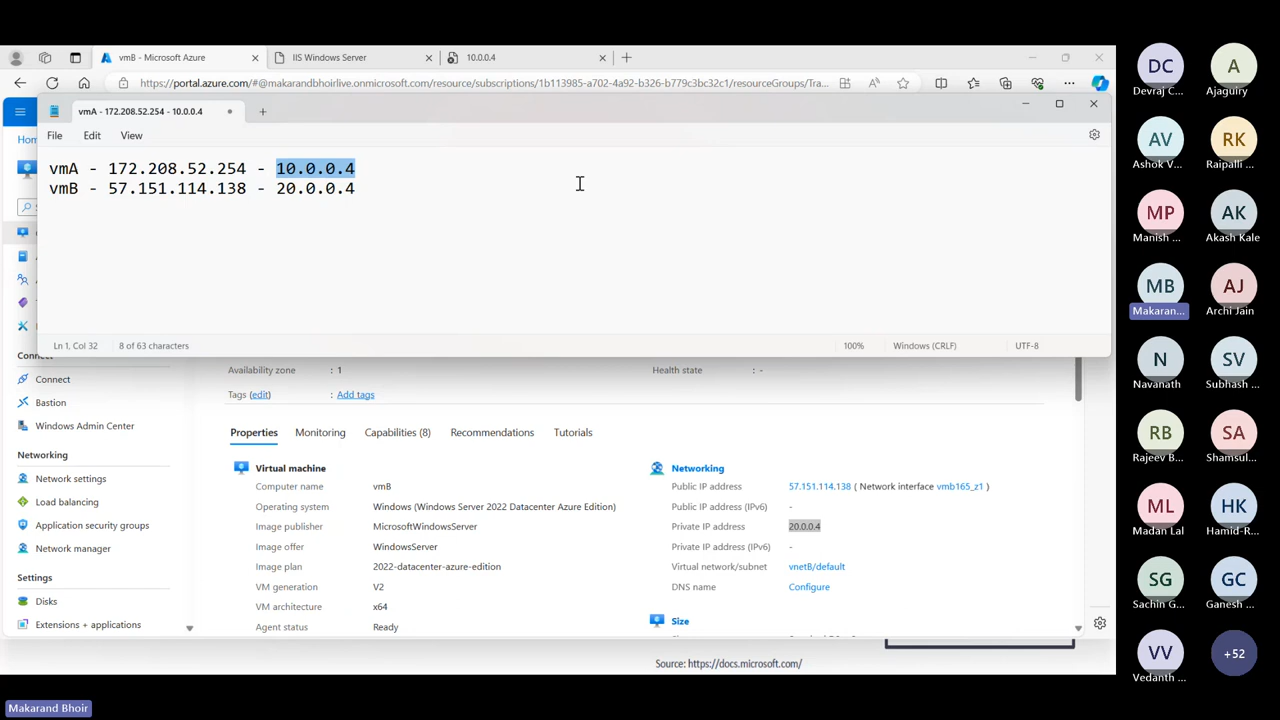 vmB - Microsoft Azure
IIS Windows Server
10.0.0.4
https://portal.azure.com/#@makarandbhoirlive.onmicrosoft.com/resource/subscriptions/1b113985-a702-4a92-b326-b779c3bc32c1/resourceGroups/Tra...
vmA - 172.208.52.254 - 10.0.0.4
File Edit View
vmA - 172.208.52.254 - 10.0.0.4
vmB - 57.151.114.138 - 20.0.0.4
Ln 1, Col 32 8 of 63 characters 100% Windows (CRLF) UTF-8
Hom
Conne
Connect
Bastion
Windows Admin Center
Networking
Network settings
Load balancing
Application security groups
Network manager
Settings
Disks
Extensions + applications
Availability zone : 1
Health state : -
Tags (edit) : Add tags
Properties Monitoring Capabilities (8) Recommendations Tutorials
Virtual machine
Computer name vmB
Operating system Windows (Windows Server 2022 Datacenter Azure Edition)
Image publisher MicrosoftWindowsServer
Image offer WindowsServer
Image plan 2022-datacenter-azure-edition
VM generation V2
VM architecture x64
Agent status Ready
Networking
Public IP address 57.151.114.138 ( Network interface vmb165_z1 )
Public IP address (IPv6) -
Private IP address 20.0.0.4
Private IP address (IPv6) -
Virtual network/subnet vnetB/default
DNS name Configure
Size
Source: https://docs.microsoft.com/
DC A
Devraj C... Ajaguiry
AV RK
Ashok V... Raipalli ...
MP AK
Manish ... Akash Kale
MB AJ
Makaran... Archi Jain
N SV
Navanath Subhash ...
RB SA
Rajeev B... Shamsul...
ML HK
Madan Lal Hamid-R...
SG GC
Sachin G... Ganesh ...
VV +52
Vedanth ...
Makarand Bhoir